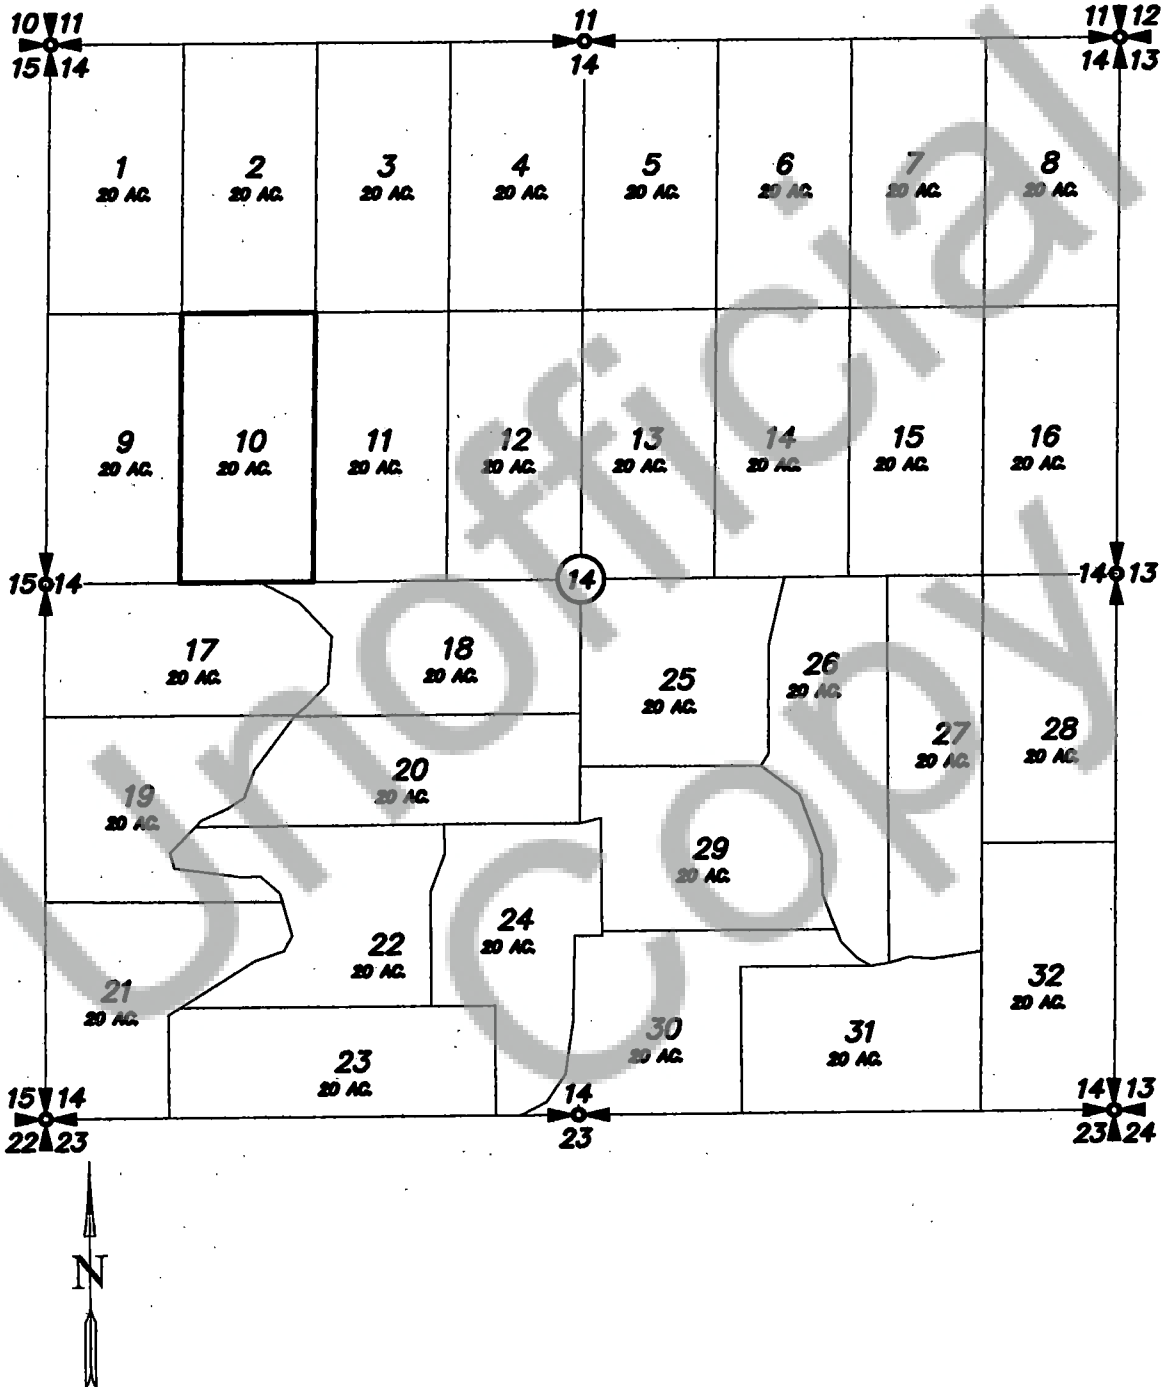 10 11
11
11 12
15 14
14
14 13
1
20 AC.
2
20 AC.
3
20 AC.
4
20 AC.
5
20 AC.
6
20 AC.
7
20 AC.
8
20 AC.
9
20 AC.
10
20 AC.
11
20 AC.
12
20 AC.
13
20 AC.
14
20 AC.
15
20 AC.
16
20 AC.
15 14
14
14 13
17
20 AC.
18
20 AC.
25
20 AC.
26
20 AC.
27
20 AC.
28
20 AC.
19
20 AC.
20
20 AC.
29
20 AC.
21
20 AC.
22
20 AC.
24
20 AC.
23
20 AC.
30
20 AC.
31
20 AC.
32
20 AC.
15 14
14
14 13
22 23
23
23 24
N
Unofficial
Copy